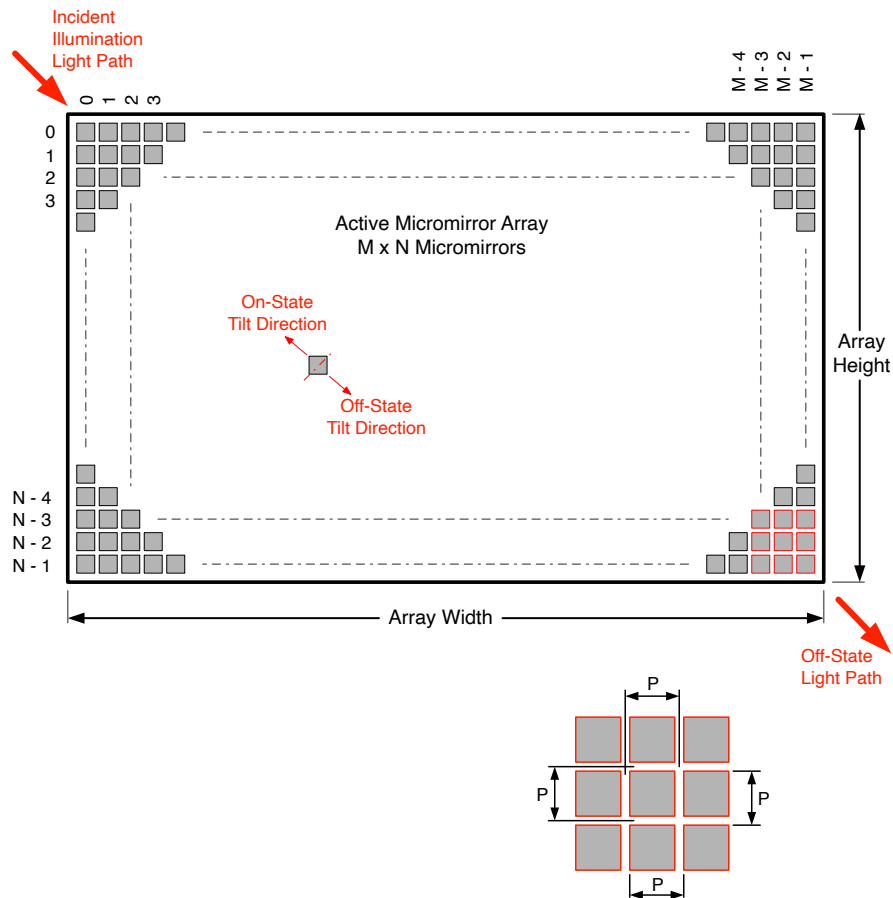 Incident
Illumination
Light Path
0
1
2
3
M - 4
M - 3
M - 2
M - 1
0
1
2
3
Active Micromirror Array
M x N Micromirrors
On-State
Tilt Direction
Off-State
Tilt Direction
Array
Height
N - 4
N - 3
N - 2
N - 1
Array Width
Off-State
Light Path
P
P
P
P